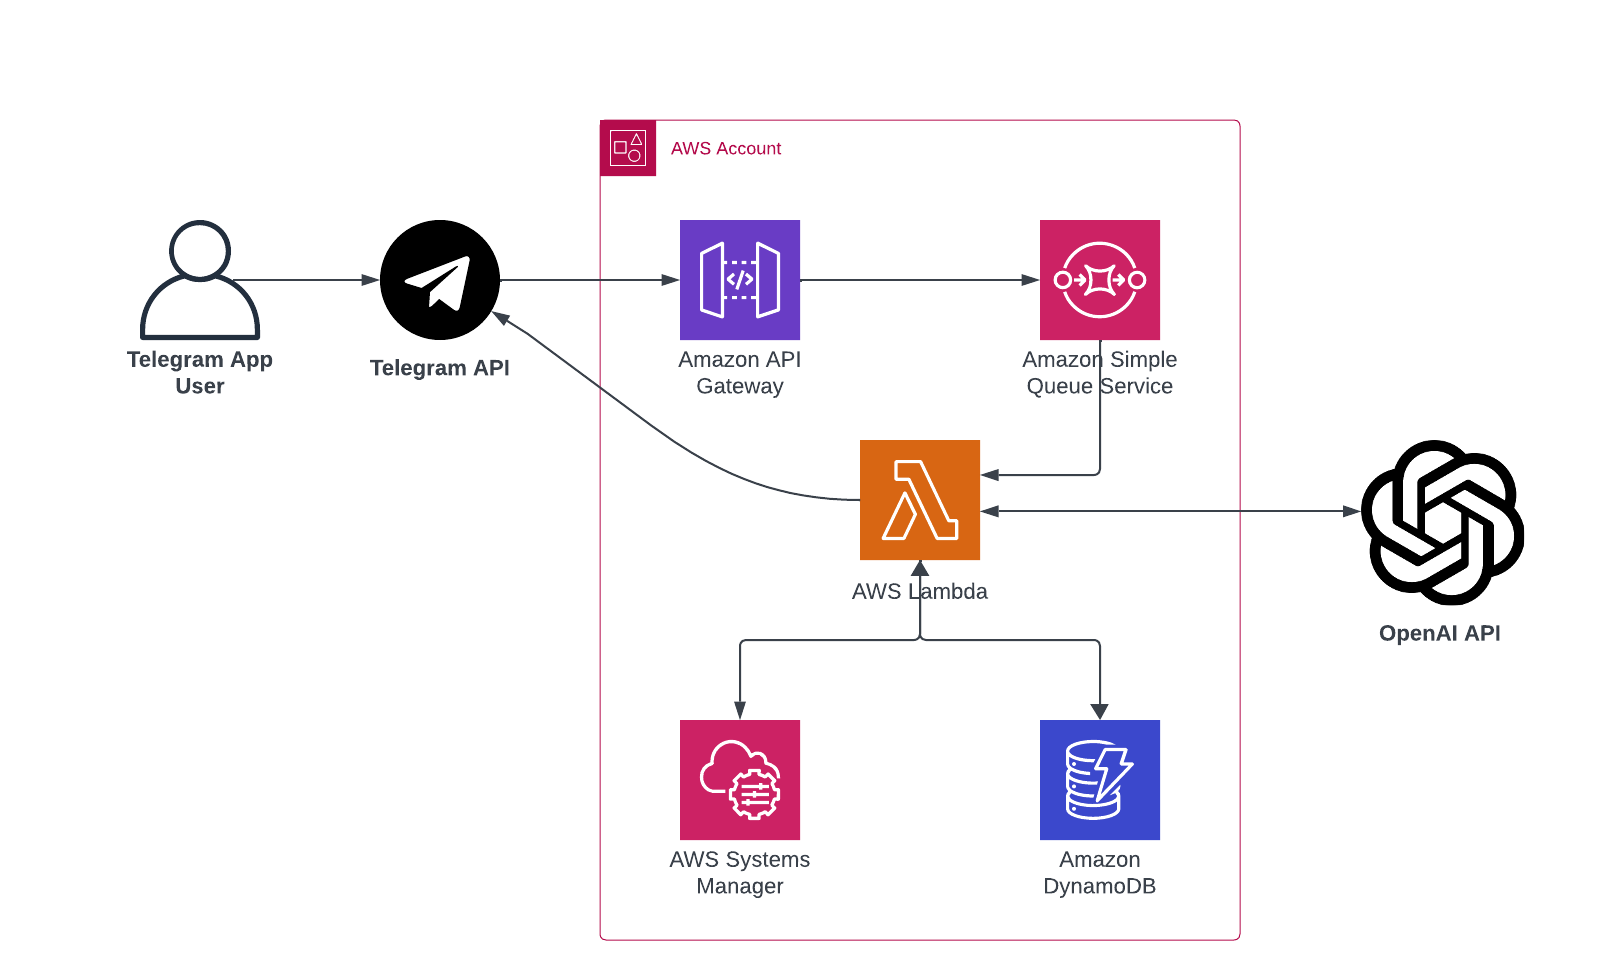 AWS Account
Telegram App
User
Telegram API
Amazon API
Gateway
Amazon Simple
Queue Service
AWS Lambda
OpenAI API
AWS Systems
Manager
Amazon
DynamoDB